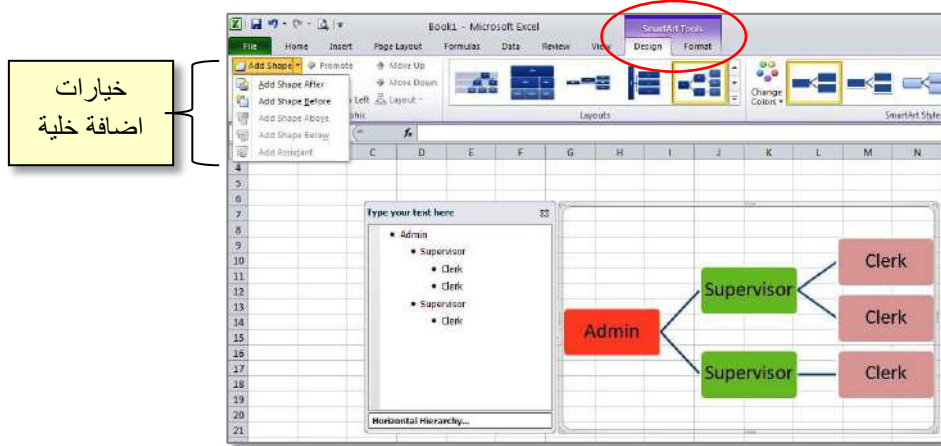 Book1 - Microsoft Excel
SmartArt Tools
File Home Insert Page Layout Formulas Data Review View Design Format
Add Shape Promote Move Up
Add Shape After Move Down
Add Shape Before Left Layout
Add Shape Above
Add Shape Below
Add Assistant
Change
Colors
Layouts
SmartArt Style
خيارات
اضافة خلية
fx
C D E F G H I J K L M N
4
5
6
7
8
9
10
11
12
13
14
15
16
17
18
19
20
21
Type your text here
Admin
Supervisor
Clerk
Clerk
Supervisor
Clerk
Horizontal Hierarchy...
Admin
Supervisor
Supervisor
Clerk
Clerk
Clerk